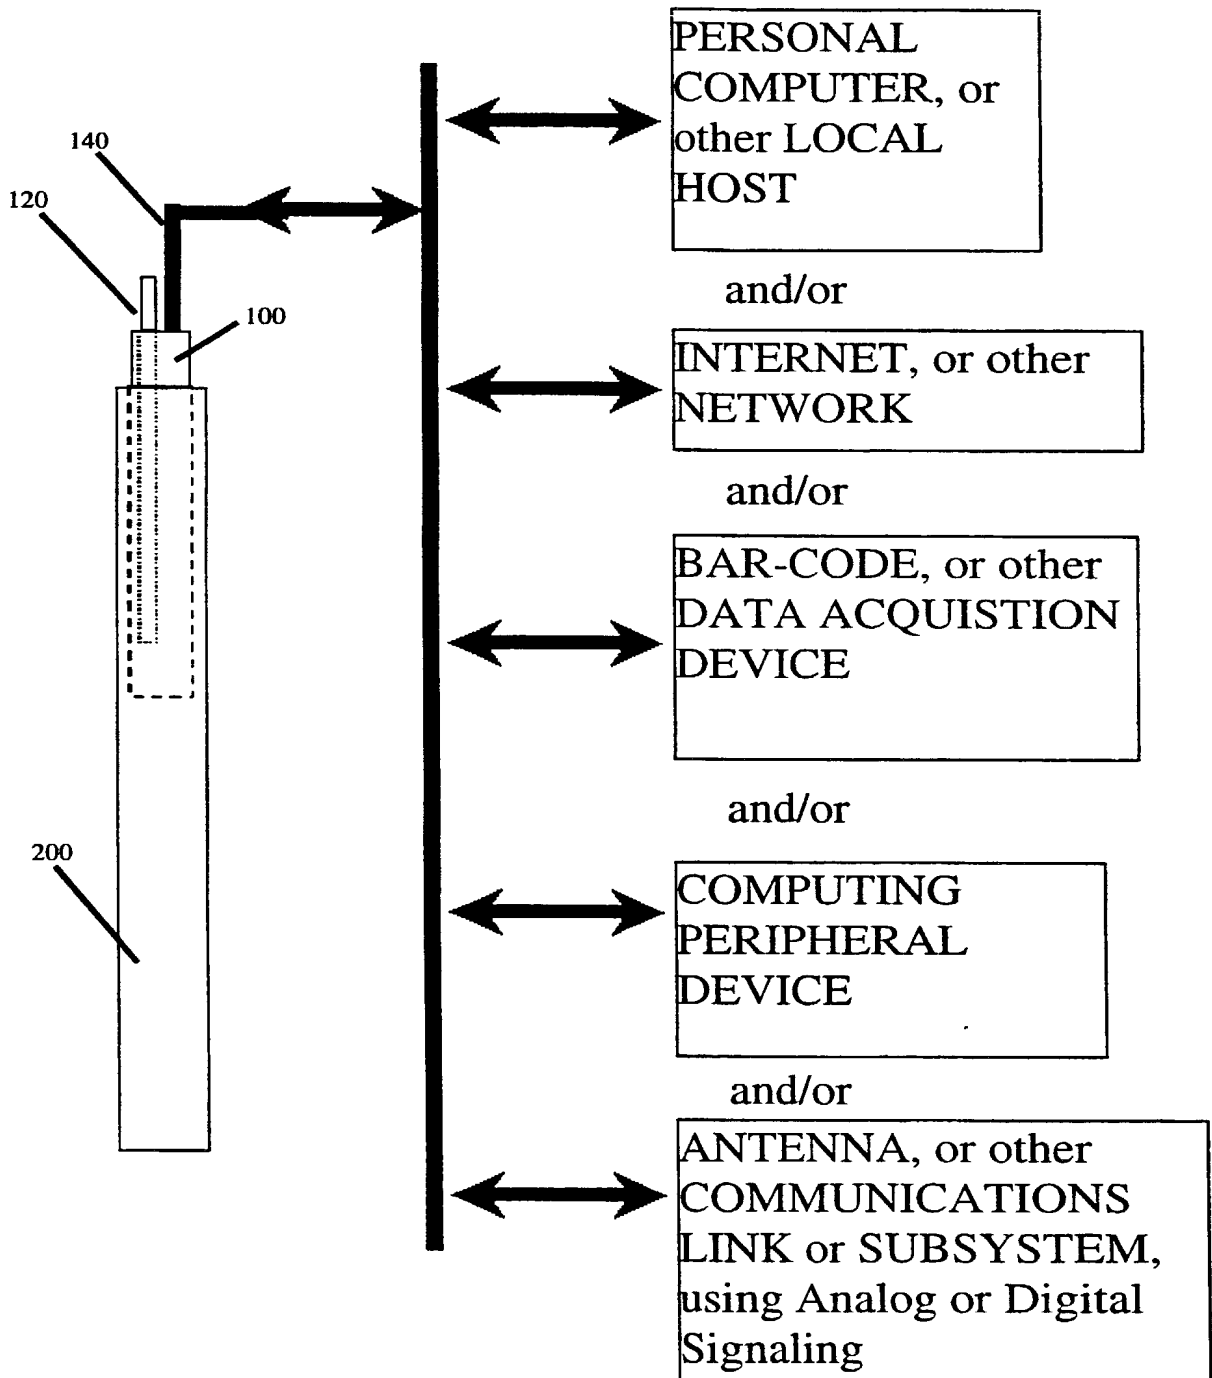 PERSONAL
COMPUTER, or
other LOCAL
HOST
and/or
INTERNET, or other
NETWORK
and/or
BAR-CODE, or other
DATA ACQUISTION
DEVICE
and/or
COMPUTING
PERIPHERAL
DEVICE
and/or
ANTENNA, or other
COMMUNICATIONS
LINK or SUBSYSTEM,
using Analog or Digital
Signaling
140
120
100
200